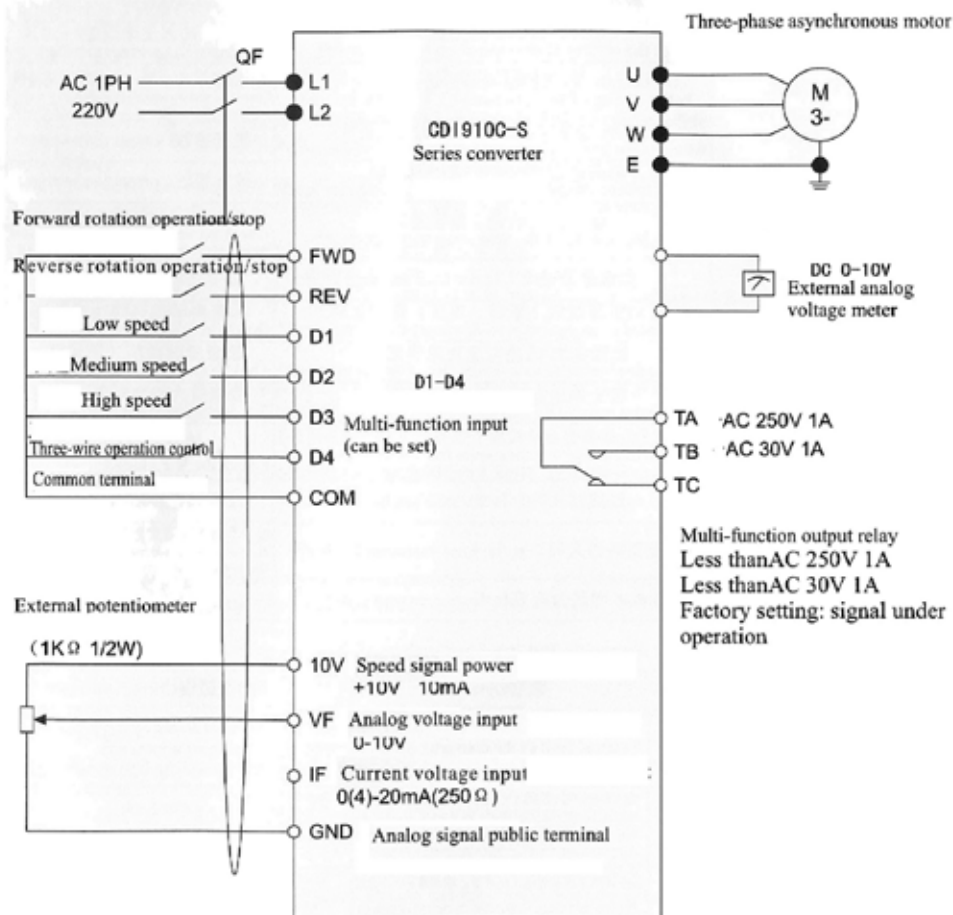 Three-phase asynchronous motor
QF
AC 1PH
220V
L1
L2
CDI910C-S
Series converter
U
V
W
E
M
3-
Forward rotation operation/stop
FWD
Reverse rotation operation/stop
REV
Low speed
D1
Medium speed
D2
High speed
D3
Three-wire operation control
D4
Common terminal
COM
D1-D4
Multi-function input
(can be set)
DC 0-10V
External analog
voltage meter
TA AC 250V 1A
TB AC 30V 1A
TC
Multi-function output relay
Less thanAC 250V 1A
Less thanAC 30V 1A
Factory setting: signal under
operation
External potentiometer
(1KΩ 1/2W)
10V Speed signal power
+10V 10mA
VF Analog voltage input
0-10V
IF Current voltage input
0(4)-20mA(250Ω)
GND Analog signal public terminal